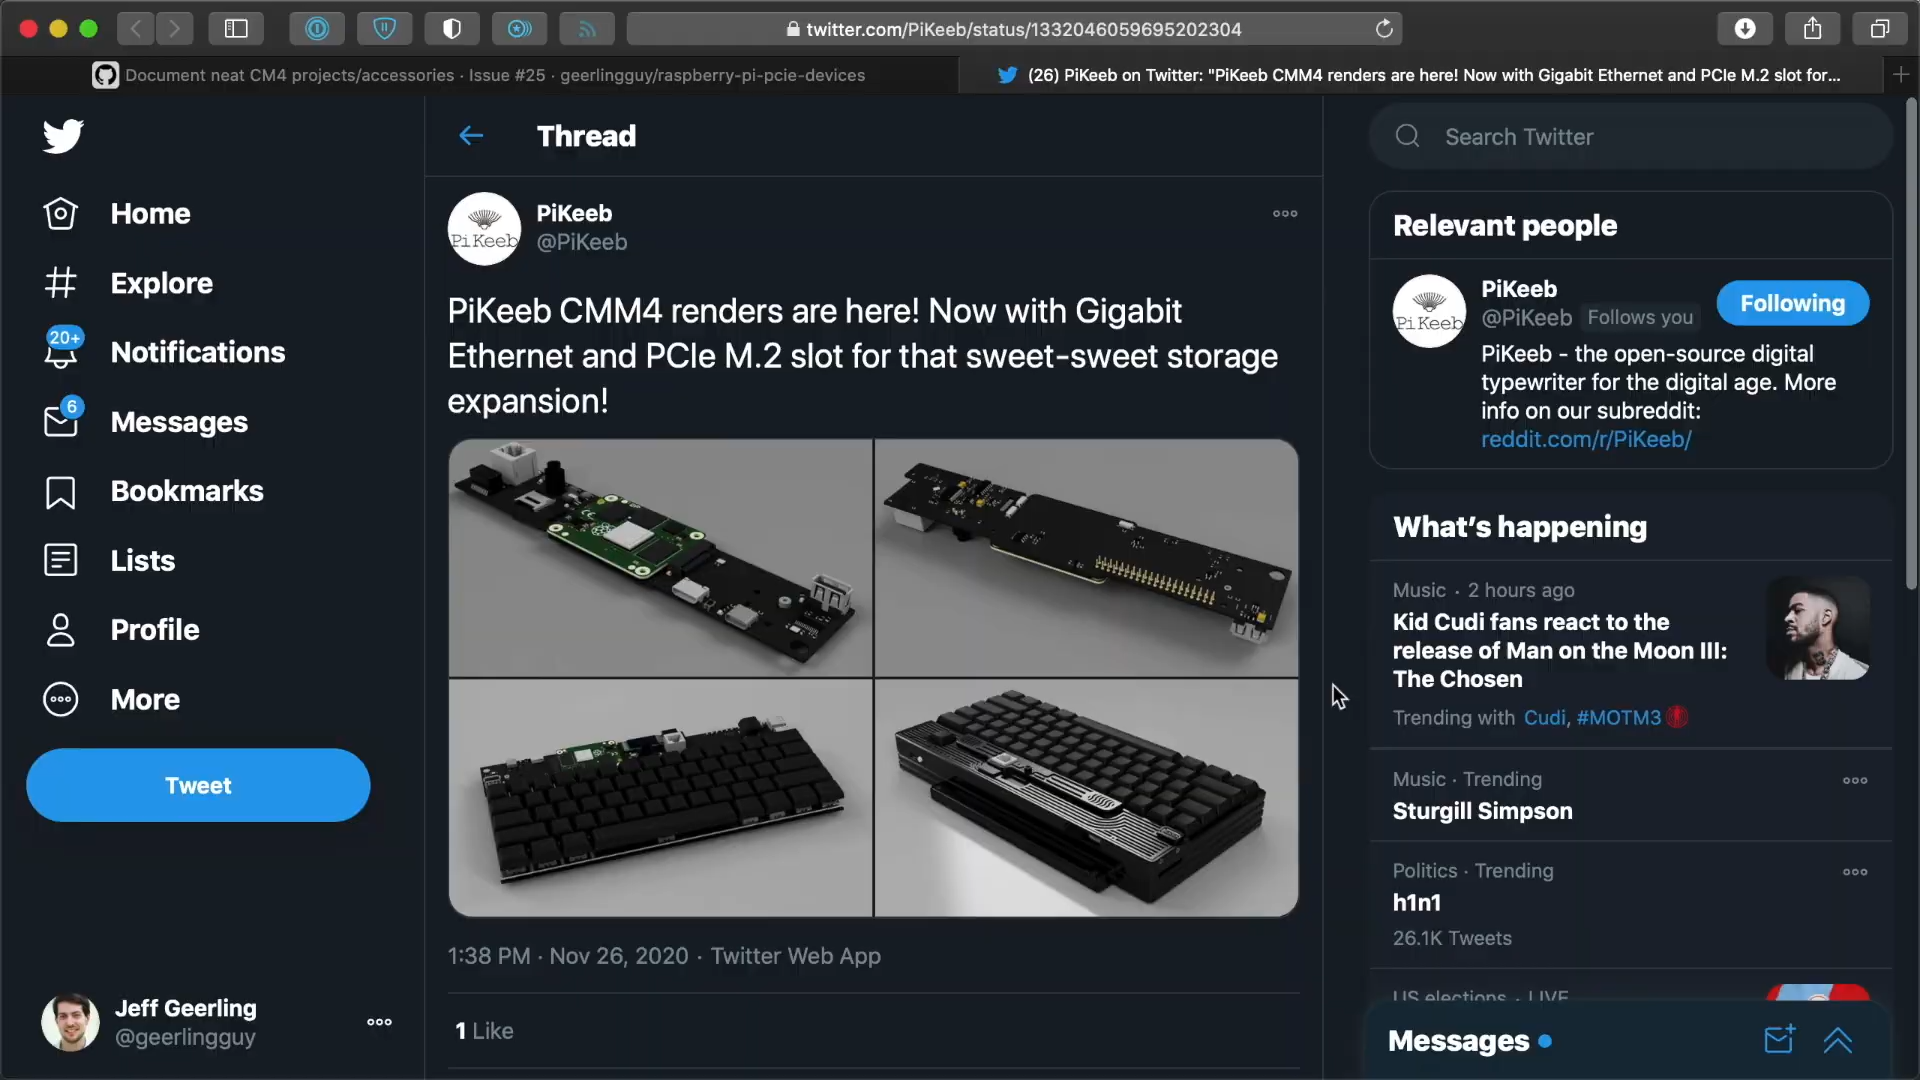 twitter.com/PiKeeb/status/1332046059695202304
Document neat CM4 projects/accessories · Issue #25 · geerlingguy/raspberry-pi-pcie-devices
(26) PiKeeb on Twitter: "PiKeeb CMM4 renders are here! Now with Gigabit Ethernet and PCIe M.2 slot for...
Home
Explore
20+
Notifications
6
Messages
Bookmarks
Lists
Profile
More
Tweet
Jeff Geerling
@geerlingguy
Thread
PiKeeb
PiKeeb
@PiKeeb
PiKeeb CMM4 renders are here! Now with Gigabit
Ethernet and PCIe M.2 slot for that sweet-sweet storage
expansion!
1:38 PM · Nov 26, 2020 · Twitter Web App
1 Like
Search Twitter
Relevant people
PiKeeb
PiKeeb
@PiKeeb Follows you
Following
PiKeeb - the open-source digital
typewriter for the digital age. More
info on our subreddit:
reddit.com/r/PiKeeb/
What's happening
Music · 2 hours ago
Kid Cudi fans react to the
release of Man on the Moon III:
The Chosen
Trending with Cudi, #MOTM3
Music · Trending
Sturgill Simpson
Politics · Trending
h1n1
26.1K Tweets
US elections · LIVE
Messages